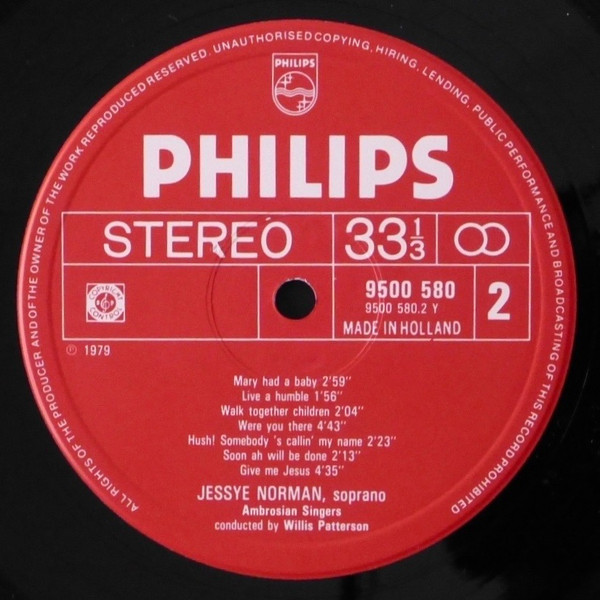 ALL RIGHTS OF THE PRODUCER AND OF THE OWNER OF THE WORK REPRODUCED RESERVED. UNAUTHORISED COPYING, HIRING, LENDING, PUBLIC PERFORMANCE AND BROADCASTING OF THIS RECORD PROHIBITED
PHILIPS
PHILIPS
STEREO 33 1/3
COPYRIGHT CONTROL
9500 580
9500 580.2 Y
MADE IN HOLLAND
2
℗ 1979
Mary had a baby 2'59"
Live a humble 1'56"
Walk together children 2'04"
Were you there 4'43"
Hush! Somebody 's callin' my name 2'23"
Soon ah will be done 2'13"
Give me Jesus 4'35"
JESSYE NORMAN, soprano
Ambrosian Singers
conducted by Willis Patterson